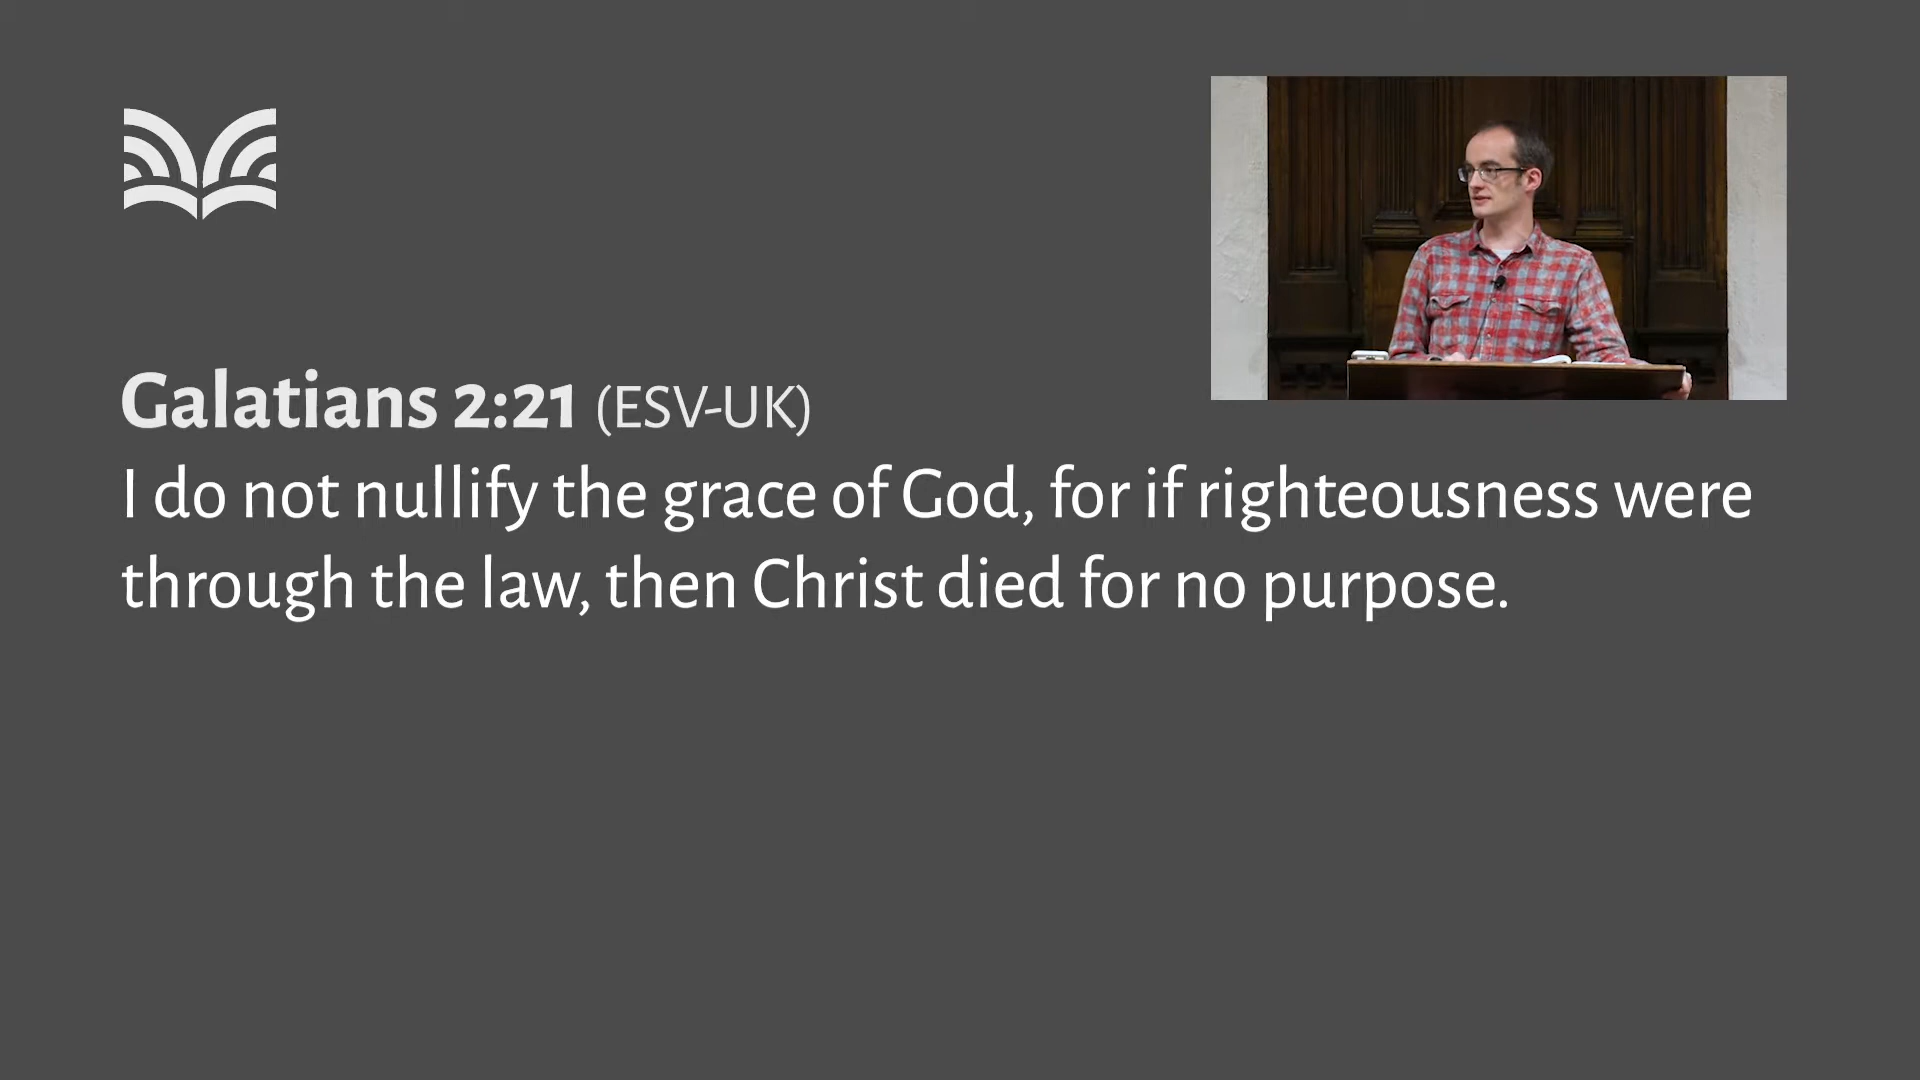 Galatians 2:21 (ESV-UK)
I do not nullify the grace of God, for if righteousness were
through the law, then Christ died for no purpose.